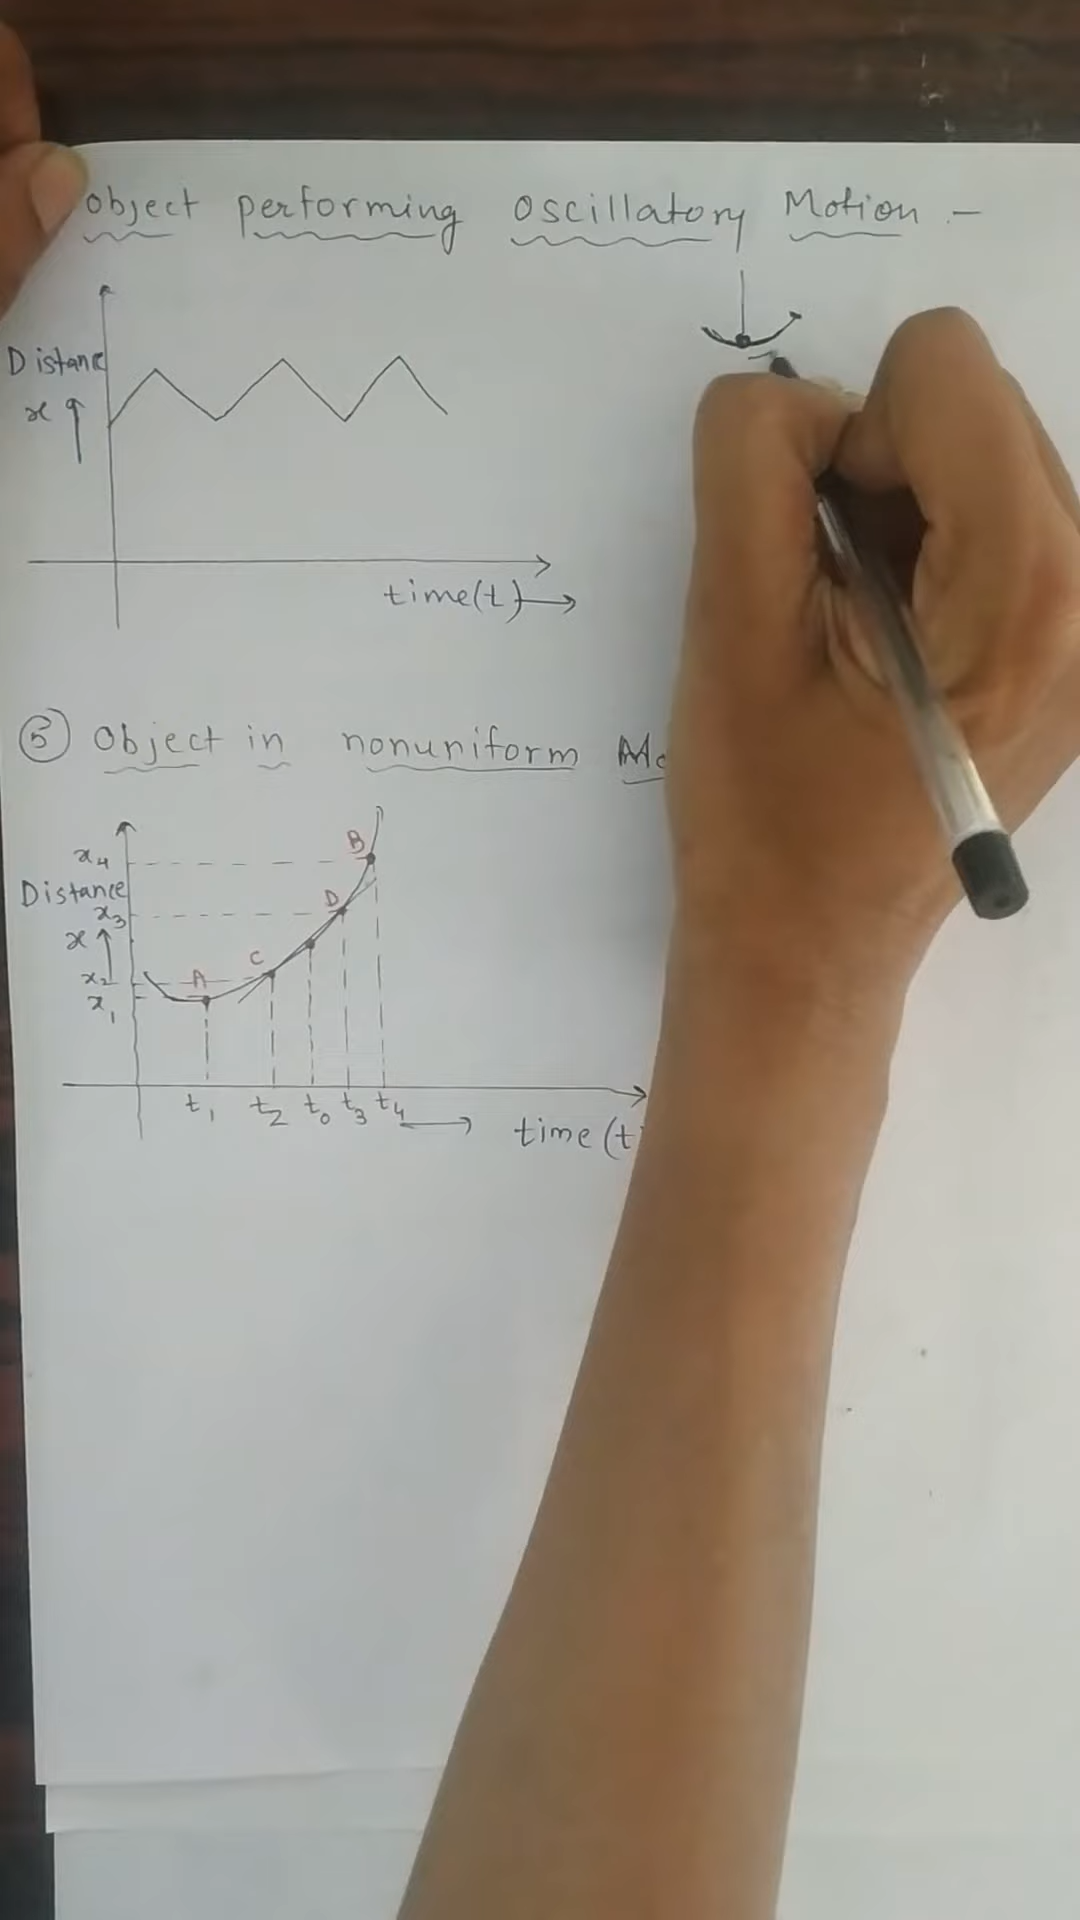 object performing oscillatory Motion -
Distance
x
time(t)
5 Object in nonuniform
x4
B
Distance
D
x3
x
C
x2
A
x1
t1 t2 t0 t3 t4
time (t